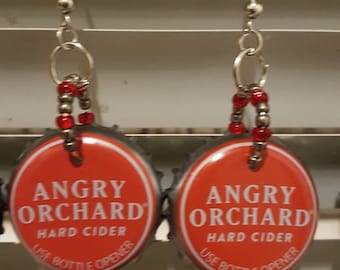 ANGRY
ORCHARD®
HARD CIDER
USE BOTTLE OPENER
ANGRY
ORCHARD®
HARD CIDER
USE BOTTLE OPENER